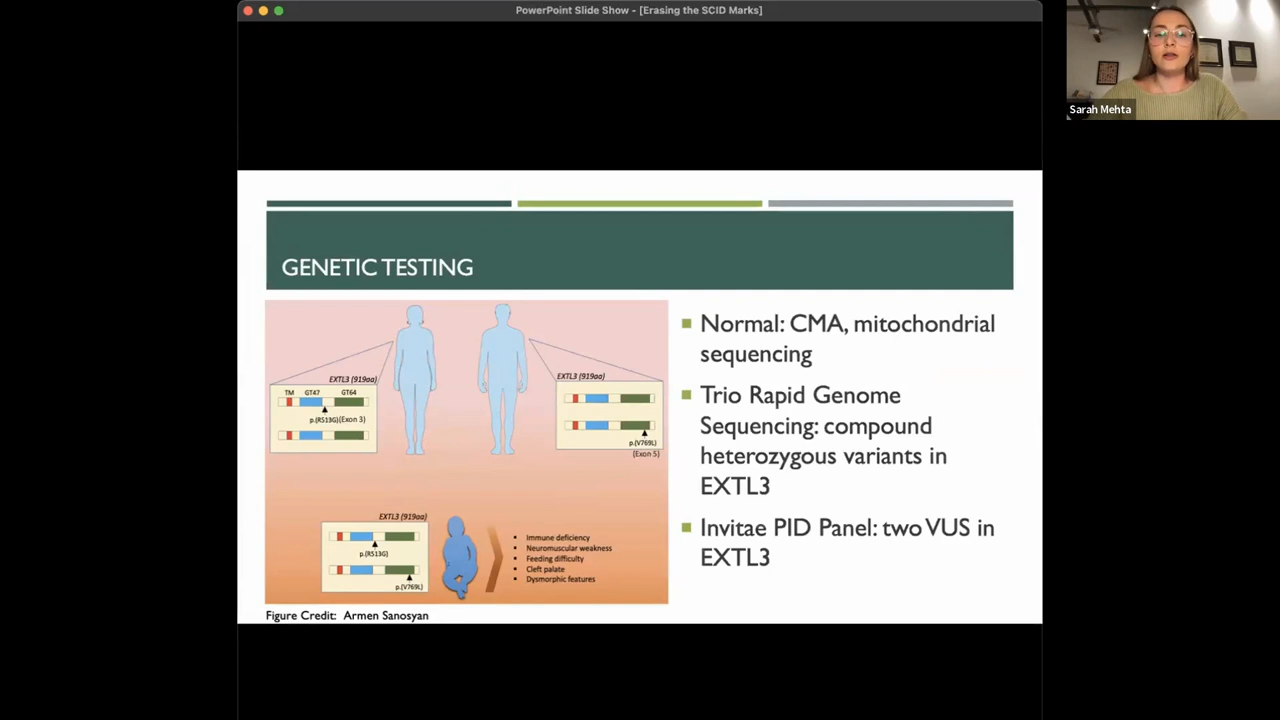 PowerPoint Slide Show - [Erasing the SCID Marks]
Sarah Mehta
GENETIC TESTING
EXTL3 (919aa)
TM GT47 GT64
p.(R513G)(Exon 3)
EXTL3 (919aa)
p.(V769L)
(Exon 5)
EXTL3 (919aa)
p.(R513G)
p.(V769L)
Immune deficiency
Neuromuscular weakness
Feeding difficulty
Cleft palate
Dysmorphic features
Figure Credit: Armen Sanosyan
Normal: CMA, mitochondrial
sequencing
Trio Rapid Genome
Sequencing: compound
heterozygous variants in
EXTL3
Invitae PID Panel: two VUS in
EXTL3